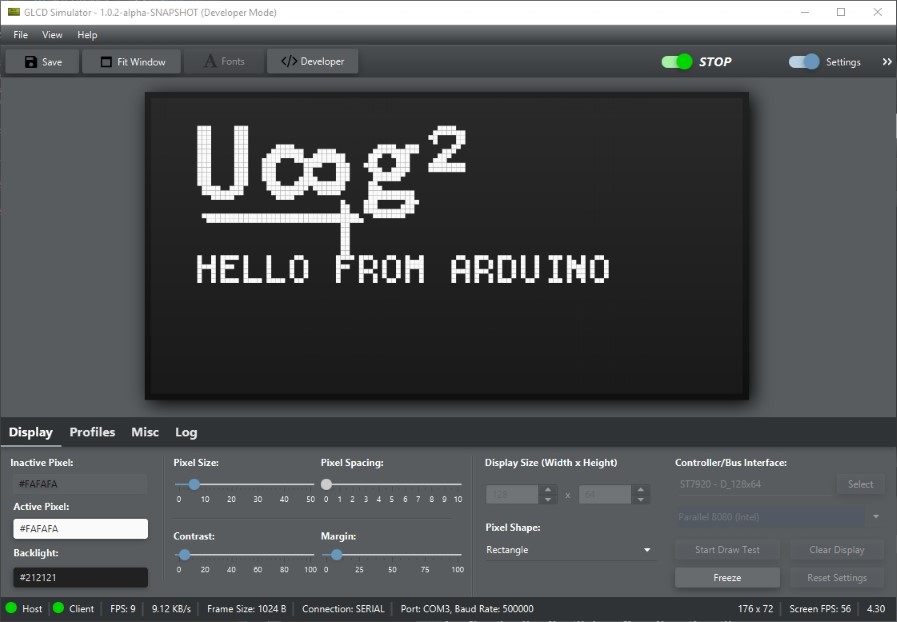 GLCD Simulator - 1.0.2-alpha-SNAPSHOT (Developer Mode)
File View Help
Save Fit Window Fonts </> Developer STOP Settings »
U8g2
HELLO FROM ARDUINO
Display Profiles Misc Log
Inactive Pixel:
#FAFAFA
Active Pixel:
#FAFAFA
Backlight:
#212121
Pixel Size:
0 10 20 30 40 50
Contrast:
0 20 40 60 80 100
Pixel Spacing:
0 1 2 3 4 5 6 7 8 9 10
Margin:
0 25 50 75 100
Display Size (Width x Height)
128 x 64
Pixel Shape:
Rectangle
Controller/Bus Interface:
ST7920 - D_128x64 Select
Parallel 8080 (Intel)
Start Draw Test Clear Display
Freeze Reset Settings
Host Client FPS: 9 9.12 KB/s Frame Size: 1024 B Connection: SERIAL Port: COM3, Baud Rate: 500000 176 x 72 Screen FPS: 56 4.30